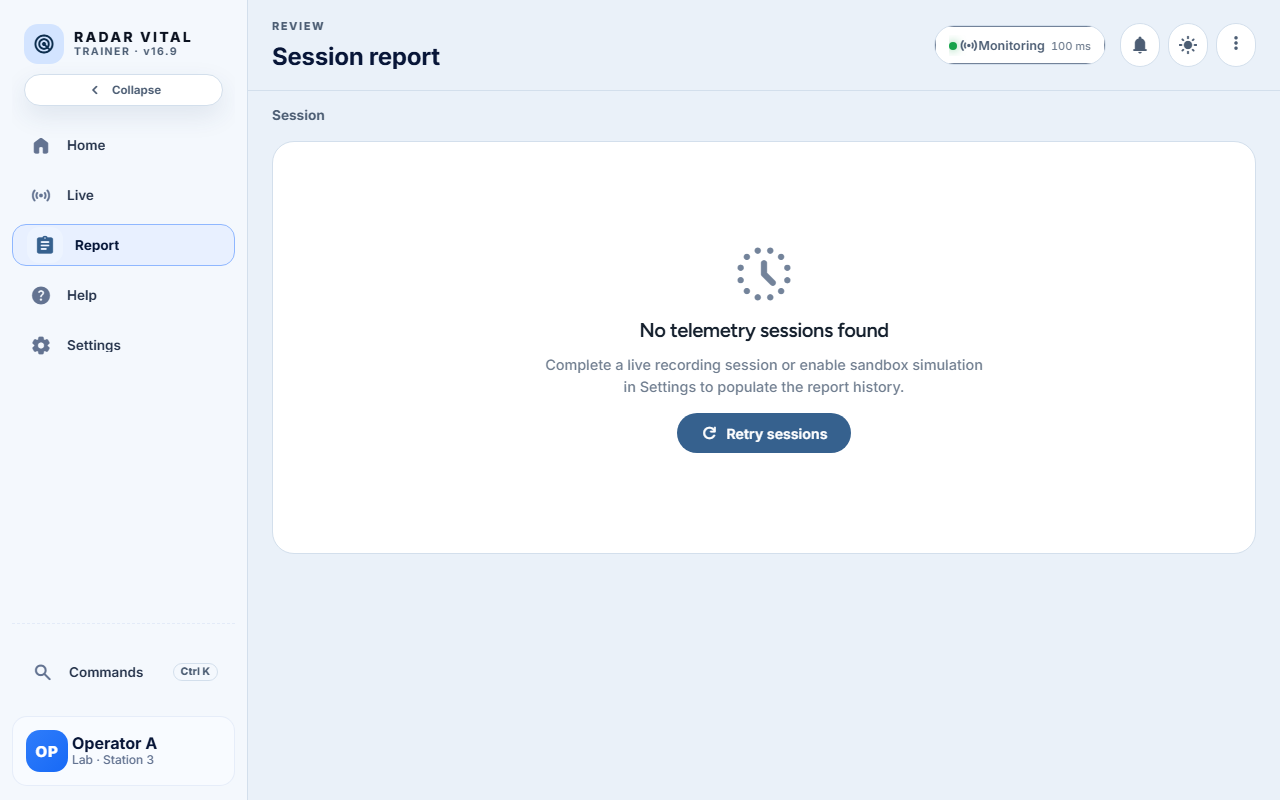 RADAR VITAL
TRAINER · v16.9
Collapse
Home
Live
Report
Help
Settings
Commands
Ctrl K
OP
Operator A
Lab · Station 3
REVIEW
Session report
Monitoring 100 ms
Session
No telemetry sessions found
Complete a live recording session or enable sandbox simulation
in Settings to populate the report history.
Retry sessions